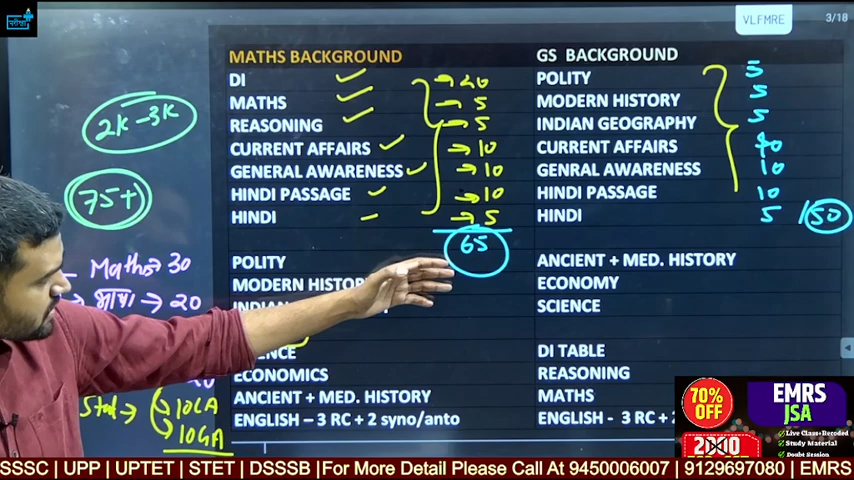 VLFMRE
3/18
MATHS BACKGROUND
DI → 20
MATHS → 5
REASONING → 5
CURRENT AFFAIRS → 10
GENERAL AWARENESS → 10
HINDI PASSAGE → 10
HINDI → 5
65
POLITY
MODERN HISTOR
ECONOMICS
ANCIENT + MED. HISTORY
ENGLISH – 3 RC + 2 syno/anto
GS BACKGROUND
POLITY 5
MODERN HISTORY 5
INDIAN GEOGRAPHY 5
CURRENT AFFAIRS 10
GENRAL AWARENESS 10
HINDI PASSAGE 10
HINDI 5 /50
ANCIENT + MED. HISTORY
ECONOMY
SCIENCE
DI TABLE
REASONING
MATHS
ENGLISH - 3 RC + 2
2K – 3K
75+
Maths → 30
भाषा → 20
10CA
10GA
70% OFF
EMRS
JSA
Live Class+Recoded
Study Material
Doubt Session
SSSC | UPP | UPTET | STET | DSSSB |For More Detail Please Call At 9450006007 | 9129697080 | EMRS